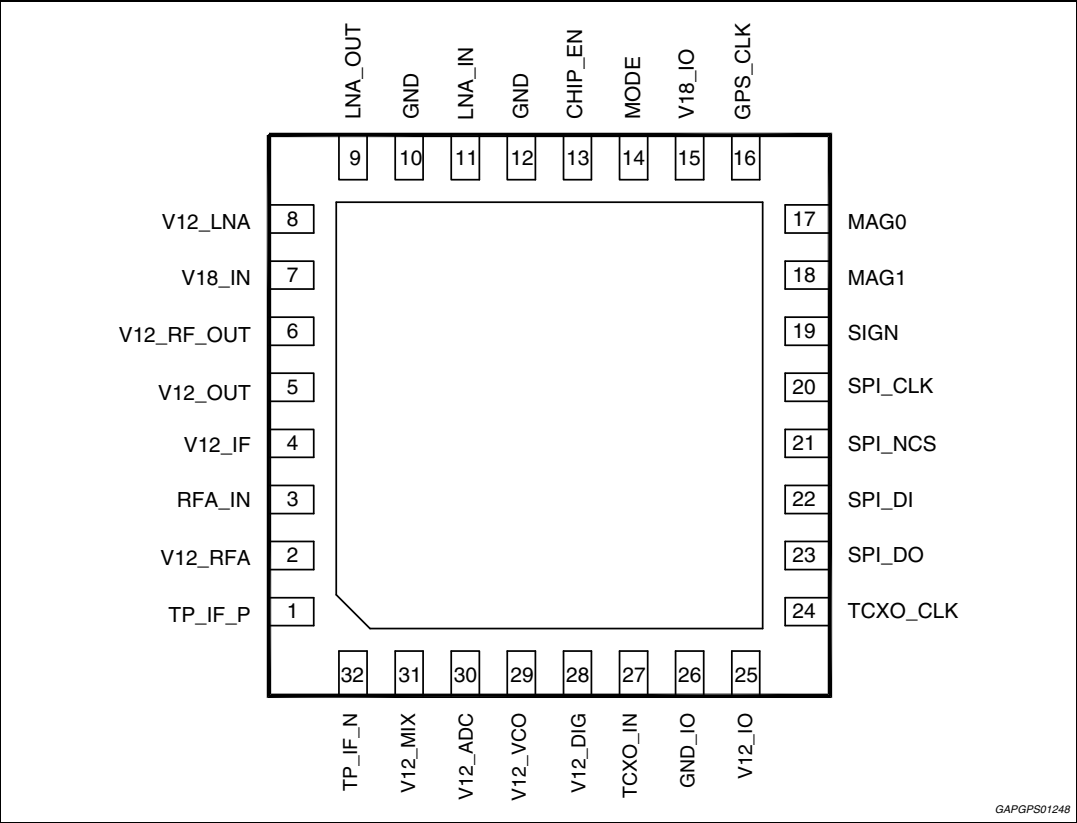 LNA_OUT
GND
LNA_IN
GND
CHIP_EN
MODE
V18_IO
GPS_CLK
9 10 11 12 13 14 15 16
V12_LNA 8 17 MAG0
V18_IN 7 18 MAG1
V12_RF_OUT 6 19 SIGN
V12_OUT 5 20 SPI_CLK
V12_IF 4 21 SPI_NCS
RFA_IN 3 22 SPI_DI
V12_RFA 2 23 SPI_DO
TP_IF_P 1 24 TCXO_CLK
32 31 30 29 28 27 26 25
TP_IF_N
V12_MIX
V12_ADC
V12_VCO
V12_DIG
TCXO_IN
GND_IO
V12_IO
GAPGPS01248